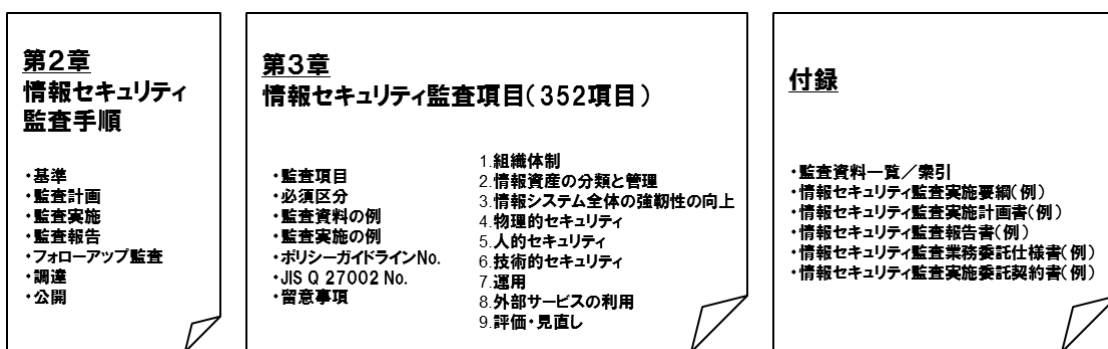 第2章
情報セキュリティ
監査手順
・基準
・監査計画
・監査実施
・監査報告
・フォローアップ監査
・調達
・公開
第3章
情報セキュリティ監査項目(352項目)
・監査項目
・必須区分
・監査資料の例
・監査実施の例
・ポリシーガイドラインNo.
・JIS Q 27002 No.
・留意事項
1.組織体制
2.情報資産の分類と管理
3.情報システム全体の強靭性の向上
4.物理的セキュリティ
5.人的セキュリティ
6.技術的セキュリティ
7.運用
8.外部サービスの利用
9.評価・見直し
付録
・監査資料一覧/索引
・情報セキュリティ監査実施要綱(例)
・情報セキュリティ監査実施計画書(例)
・情報セキュリティ監査報告書(例)
・情報セキュリティ監査業務委託仕様書(例)
・情報セキュリティ監査実施委託契約書(例)